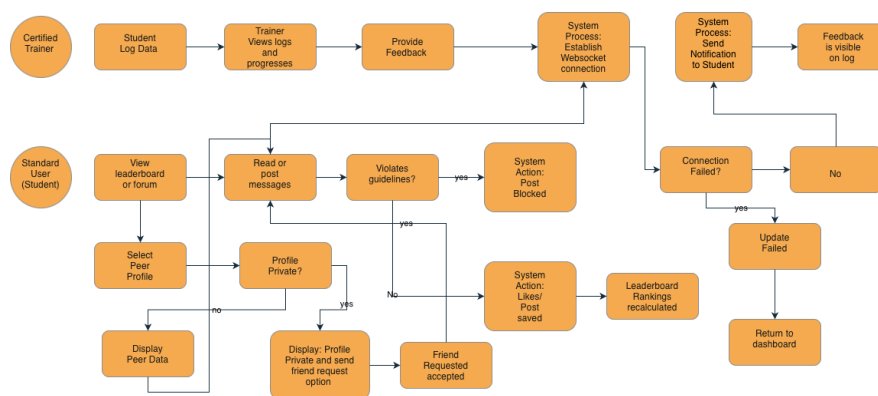 Certified
Trainer
Student
Log Data
Trainer
Views logs
and
progresses
Provide
Feedback
System
Process:
Establish
Websocket
connection
System
Process:
Send
Notification
to Student
Feedback
is visible
on log
Standard
User
(Student)
View
leaderboard
or forum
Read or
post
messages
Violates
guidelines?
yes
System
Action:
Post
Blocked
Connection
Failed?
No
yes
yes
Update
Failed
Select
Peer
Profile
Profile
Private?
no
yes
No
System
Action:
Likes/
Post
saved
Leaderboard
Rankings
recalculated
Return to
dashboard
Display
Peer Data
Display: Profile
Private and send
friend request
option
Friend
Requested
accepted